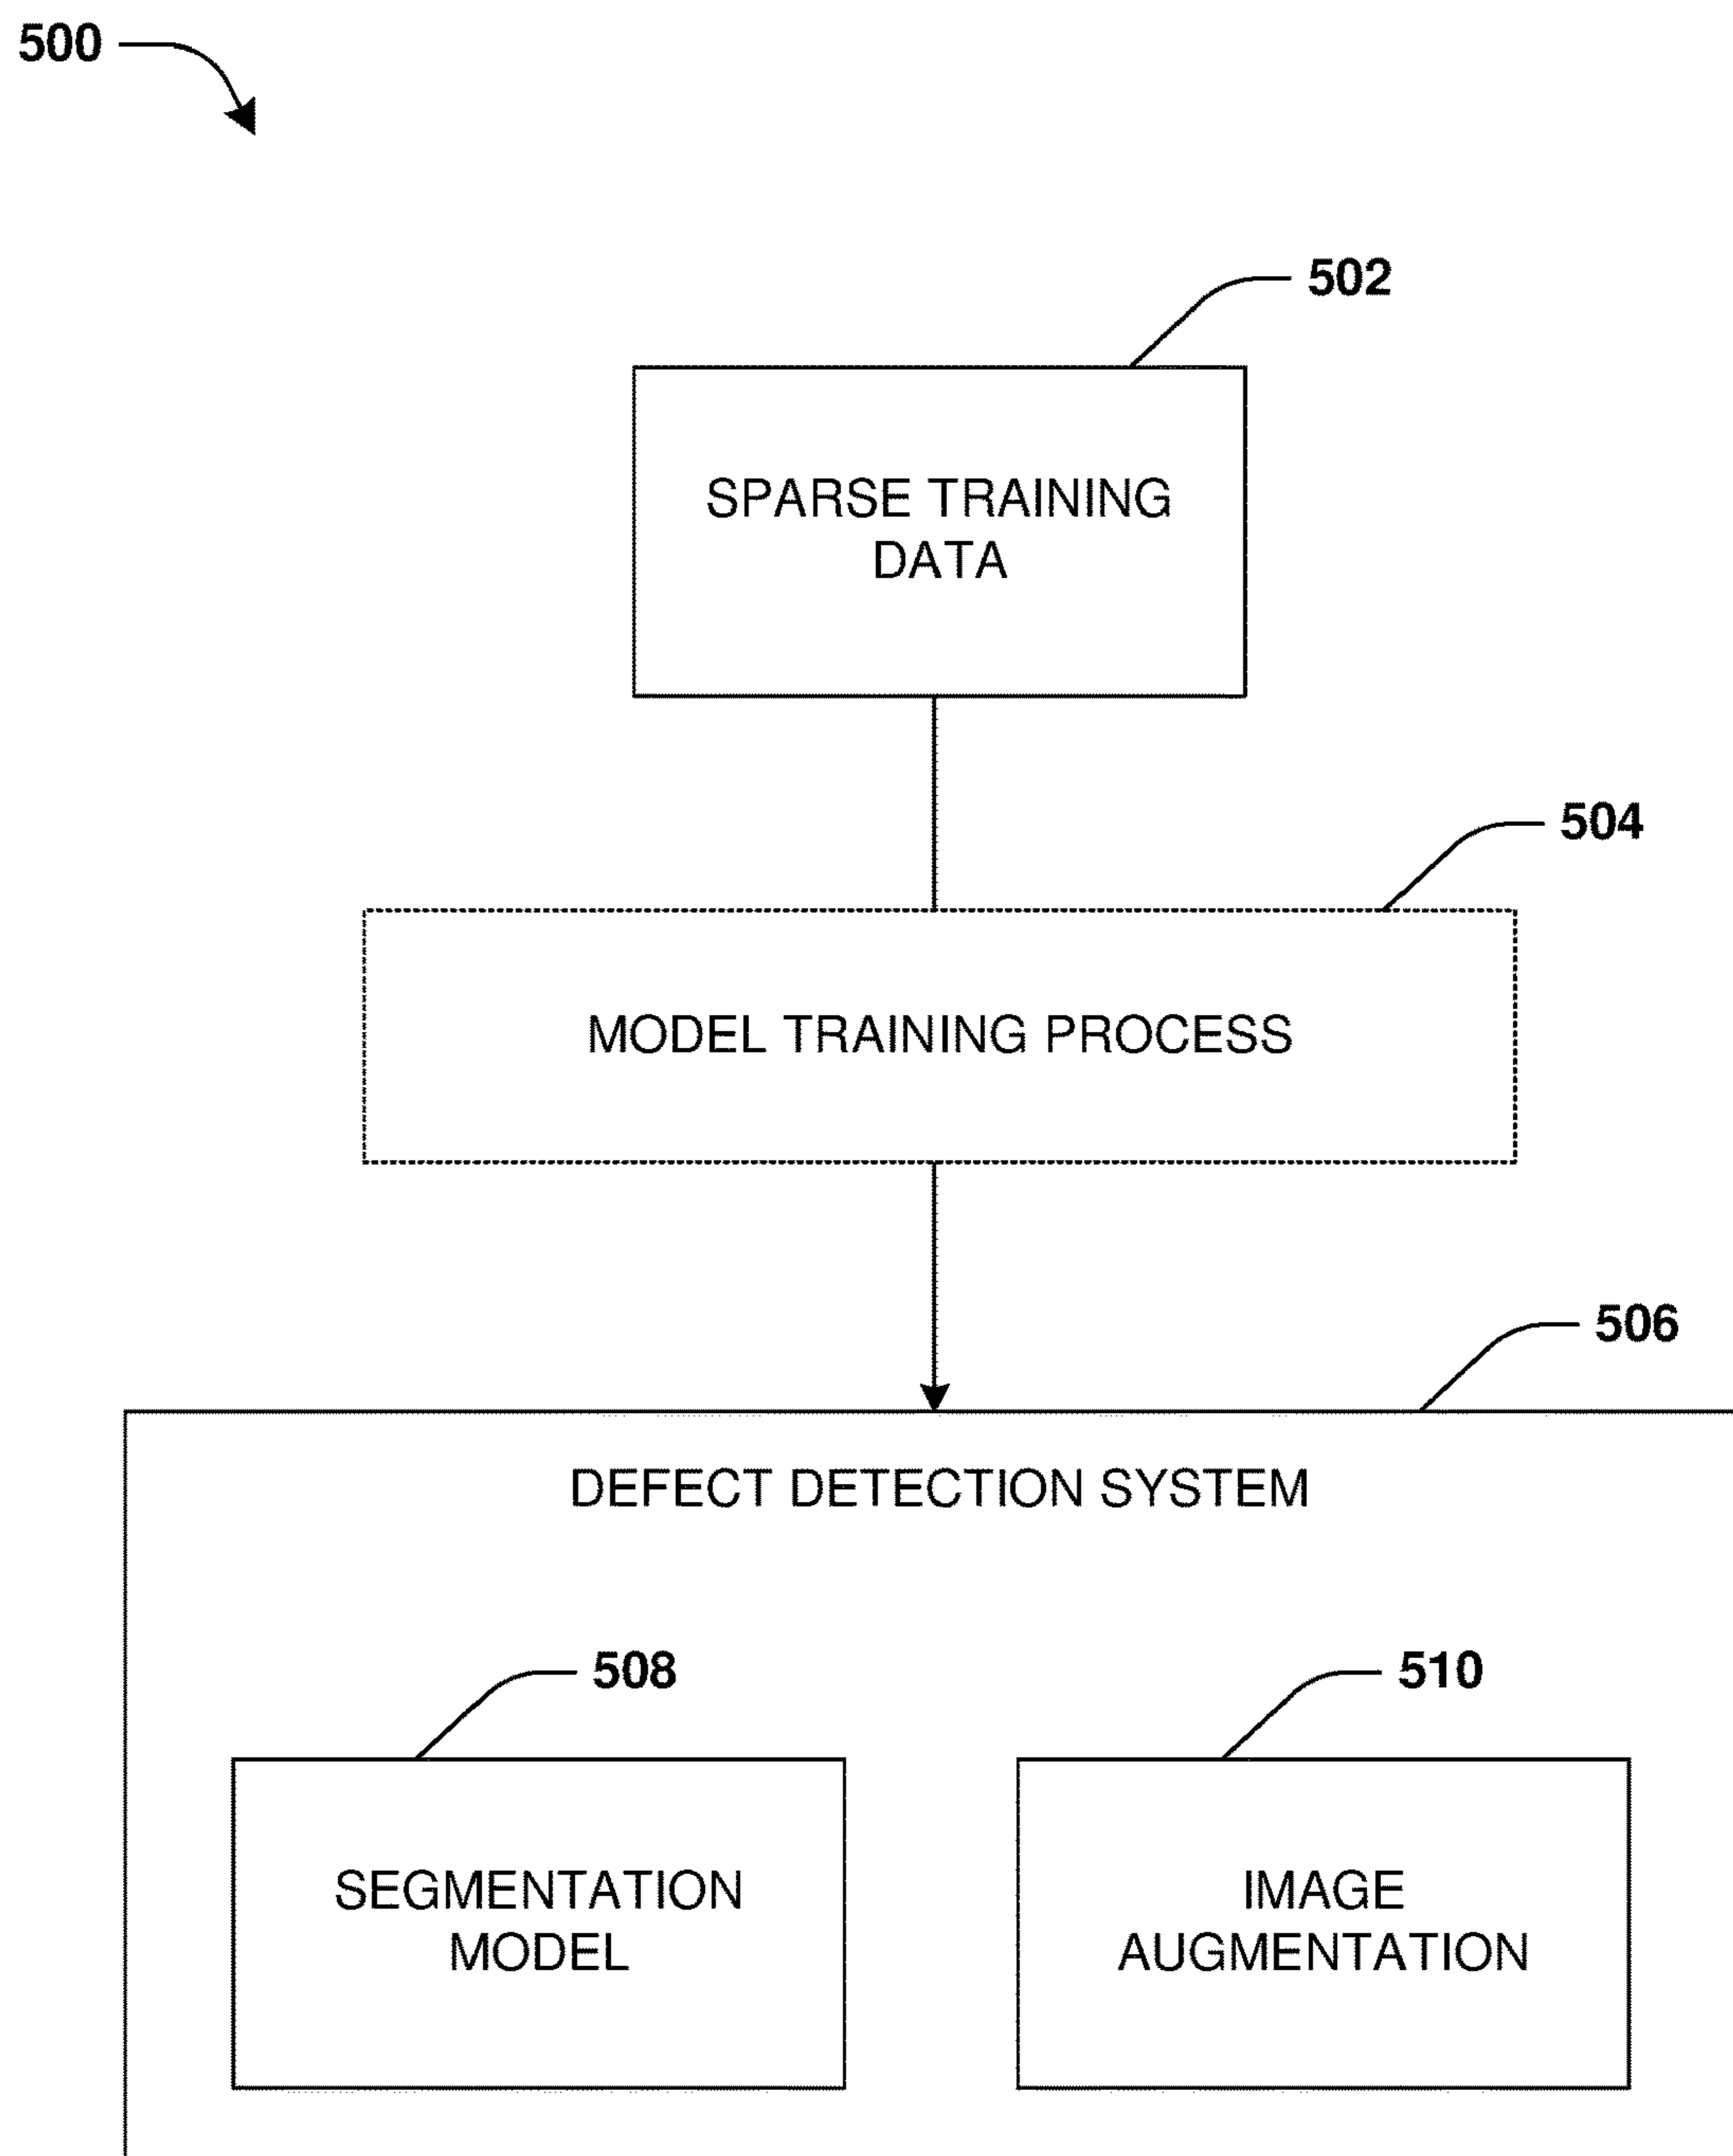 500
502
SPARSE TRAINING
DATA
504
MODEL TRAINING PROCESS
506
DEFECT DETECTION SYSTEM
508
510
SEGMENTATION
MODEL
IMAGE
AUGMENTATION